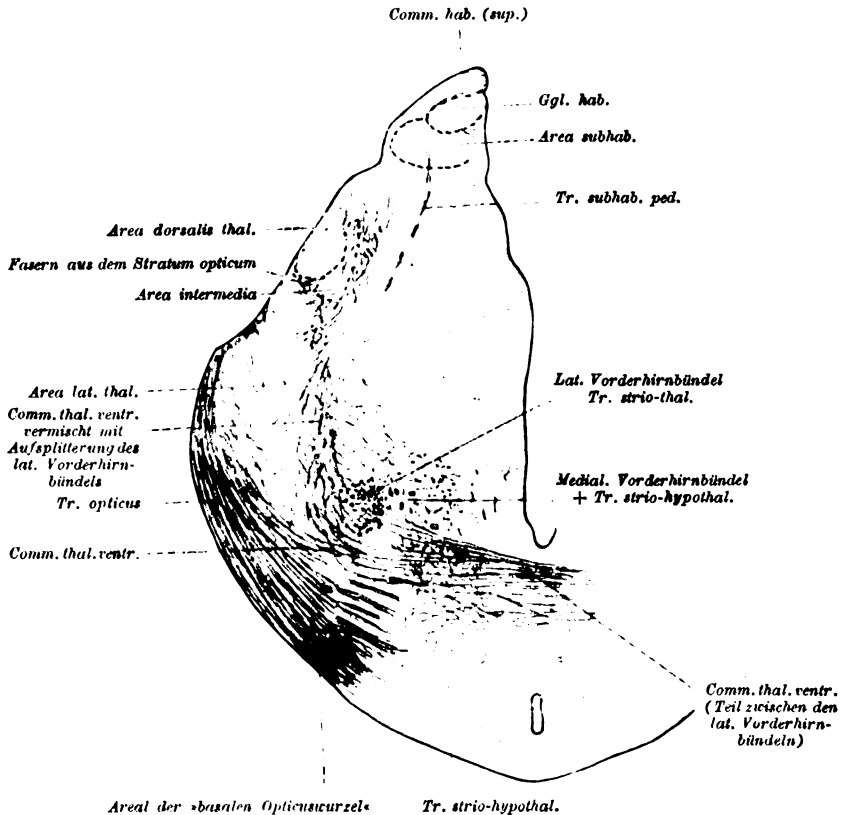 Comm. hab. (sup.)
Ggl. hab.
Area subhab.
Tr. subhab. ped.
Area dorsalis thal.
Fasern aus dem Stratum opticum
Area intermedia
Lat. Vorderhirnbündel
Tr. strio-thal.
Area lat. thal.
Comm. thal. ventr.
vermischt mit
Aufsplitterung des
lat. Vorderhirn-
bündels
Tr. opticus
Medial. Vorderhirnbündel
+ Tr. strio-hypothal.
Comm. thal. ventr.
Comm. thal. ventr.
(Teil zwischen den
lat. Vorderhirn-
bündeln)
Areal der »basalen Opticuswurzel«
Tr. strio-hypothal.